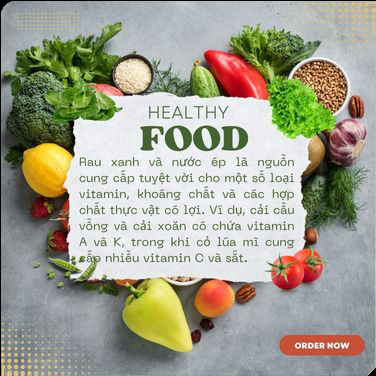 HEALTHY
FOOD
Rau xanh và nước ép là nguồn
cung cấp tuyệt vời cho một số loại
vitamin, khoáng chất và các hợp
chất thực vật có lợi. Ví dụ, cải cầu
vồng và cải xoăn có chứa vitamin
A và K, trong khi cỏ lúa mì cung
cấp nhiều vitamin C và sắt.
ORDER NOW